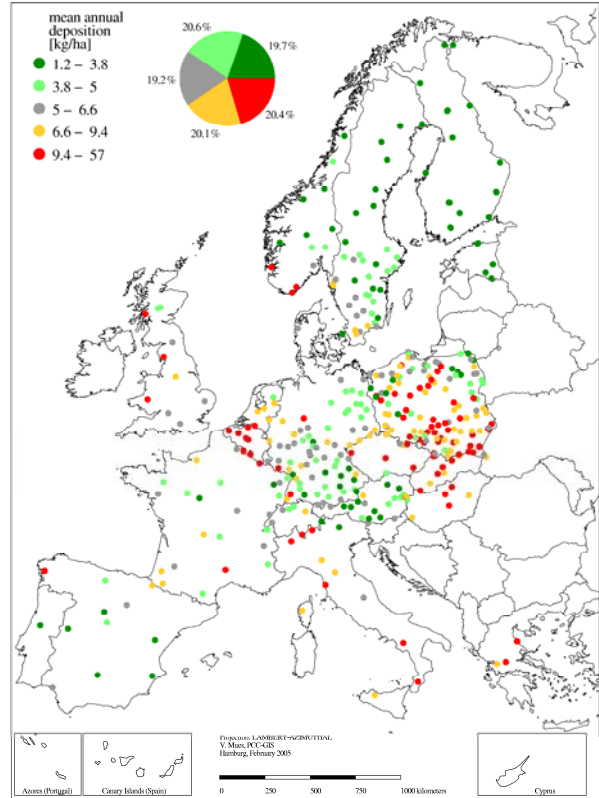 mean annual
deposition
[kg/ha]
1.2 – 3.8
3.8 – 5
5 – 6.6
6.6 – 9.4
9.4 – 57
20.6%
19.7%
19.2%
20.1%
20.4%
Projection: LAMBERT-AZIMUTHAL
V. Mues, PCC-GIS
Hamburg, February 2005
0 250 500 750 1000 kilometers
Azores (Portugal)
Canary Islands (Spain)
Cyprus